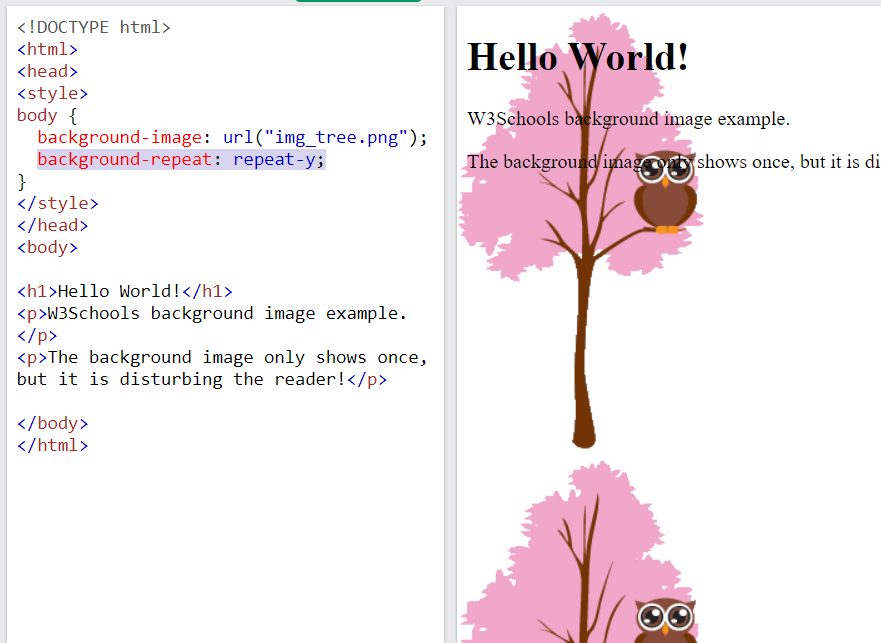 <!DOCTYPE html>
<html>
<head>
<style>
body {
  background-image: url("img_tree.png");
  background-repeat: repeat-y;
}
</style>
</head>
<body>
<h1>Hello World!</h1>
<p>W3Schools background image example.
</p>
<p>The background image only shows once,
but it is disturbing the reader!</p>
</body>
</html>
Hello World!
W3Schools background image example.
The background image only shows once, but it is di